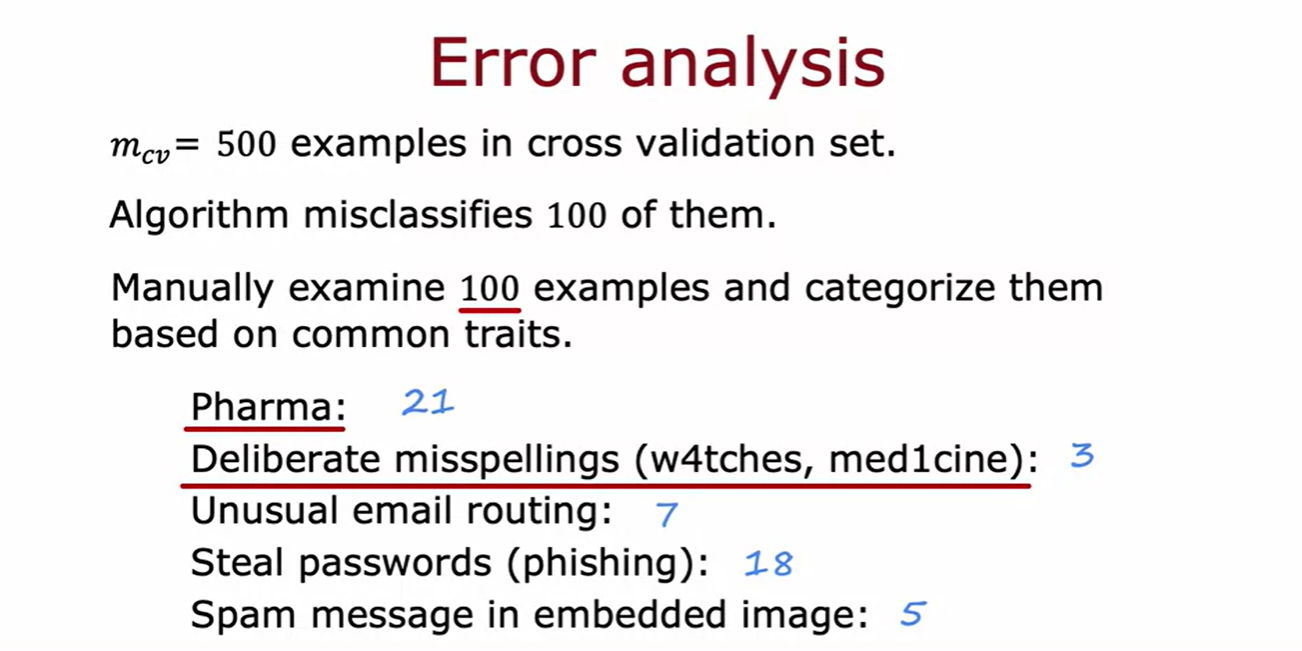 Error analysis
m_cv = 500 examples in cross validation set.
Algorithm misclassifies 100 of them.
Manually examine 100 examples and categorize them
based on common traits.
Pharma: 21
Deliberate misspellings (w4tches, med1cine): 3
Unusual email routing: 7
Steal passwords (phishing): 18
Spam message in embedded image: 5